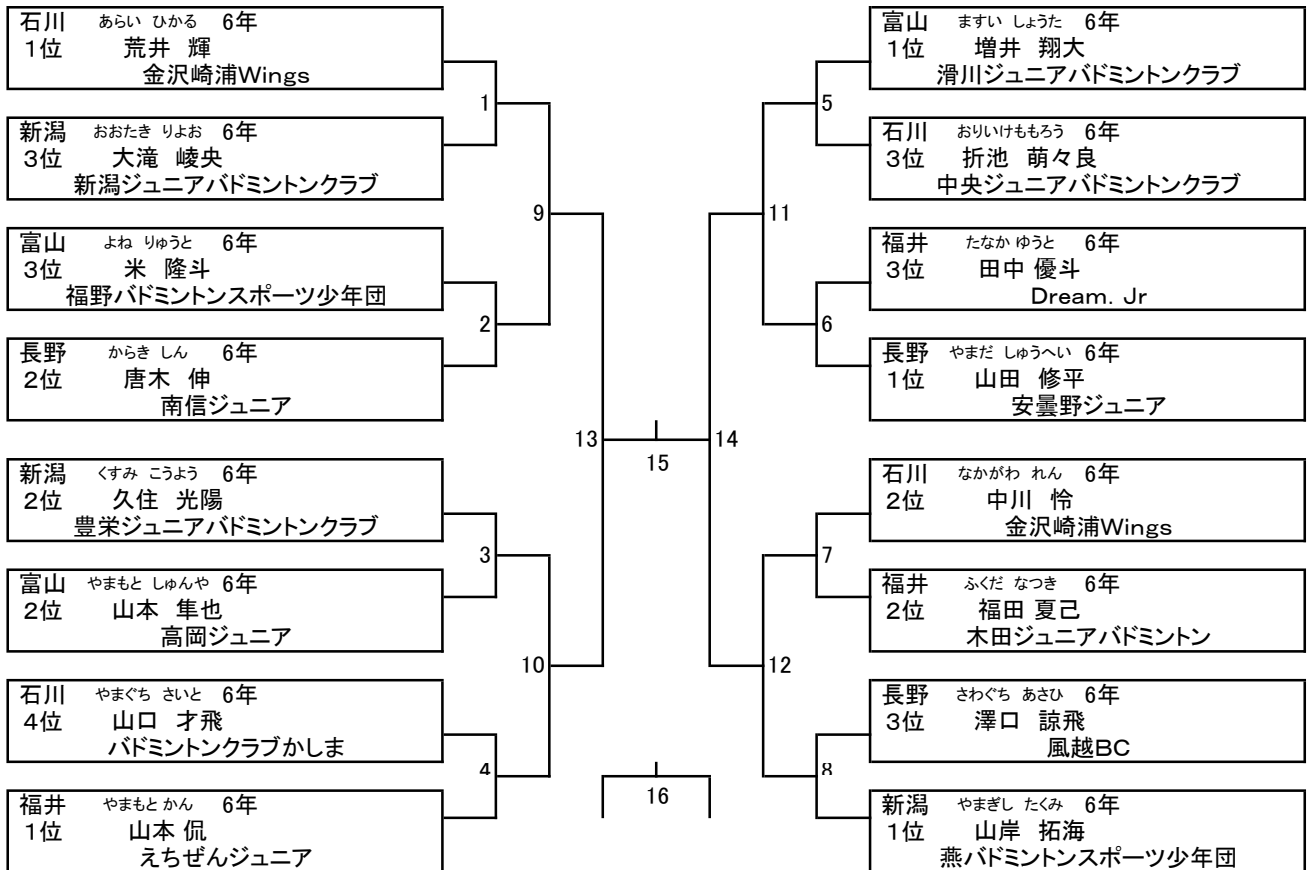 石川 あらい ひかる 6年
1位 荒井 輝
金沢崎浦Wings
1
新潟 おおたき りよお 6年
3位 大滝 崚央
新潟ジュニアバドミントンクラブ
9
富山 よね りゅうと 6年
3位 米 隆斗
福野バドミントンスポーツ少年団
2
長野 からき しん 6年
2位 唐木 伸
南信ジュニア
13
新潟 くすみ こうよう 6年
2位 久住 光陽
豊栄ジュニアバドミントンクラブ
3
富山 やまもと しゅんや 6年
2位 山本 隼也
高岡ジュニア
10
石川 やまぐち さいと 6年
4位 山口 才飛
バドミントンクラブかしま
4
福井 やまもと かん 6年
1位 山本 侃
えちぜんジュニア
15
16
富山 ますい しょうた 6年
1位 増井 翔大
滑川ジュニアバドミントンクラブ
5
石川 おりいけももろう 6年
3位 折池 萌々良
中央ジュニアバドミントンクラブ
11
福井 たなか ゆうと 6年
3位 田中 優斗
Dream. Jr
6
長野 やまだ しゅうへい 6年
1位 山田 修平
安曇野ジュニア
14
石川 なかがわ れん 6年
2位 中川 怜
金沢崎浦Wings
7
福井 ふくだ なつき 6年
2位 福田 夏己
木田ジュニアバドミントン
12
長野 さわぐち あさひ 6年
3位 澤口 諒飛
風越BC
8
新潟 やまぎし たくみ 6年
1位 山岸 拓海
燕バドミントンスポーツ少年団